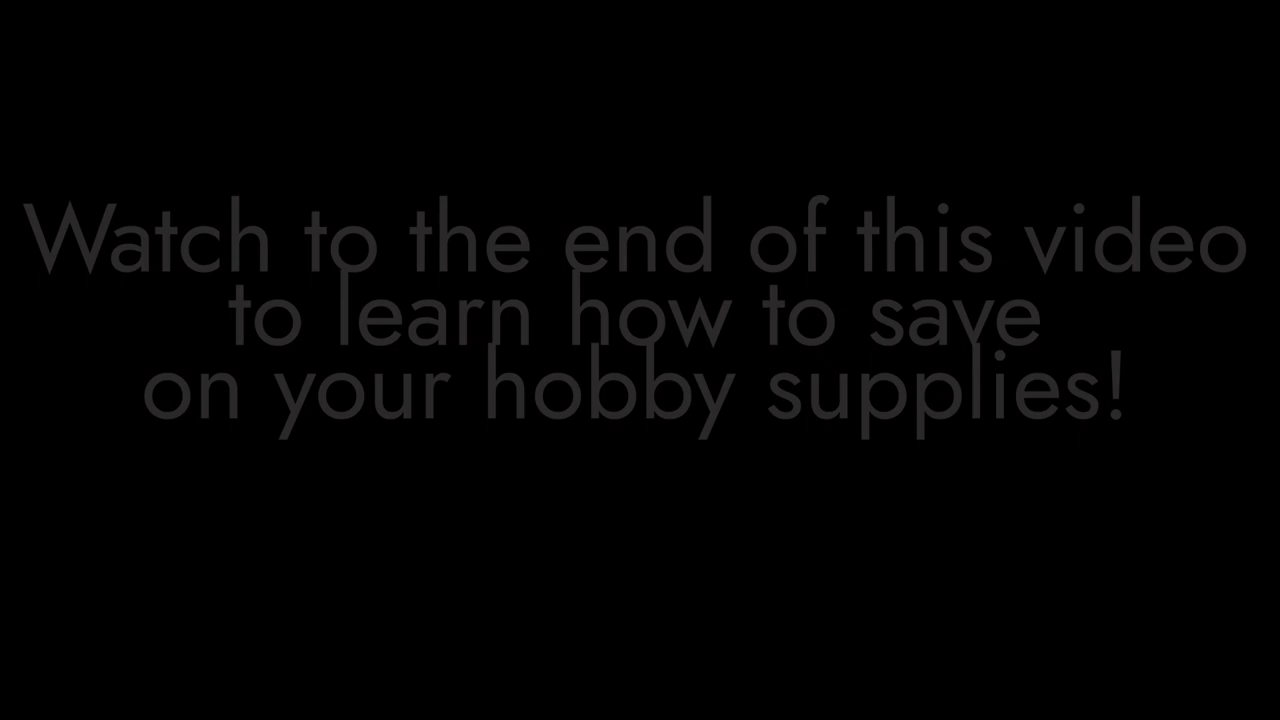 Watch to the end of this video
to learn how to save
on your hobby supplies!